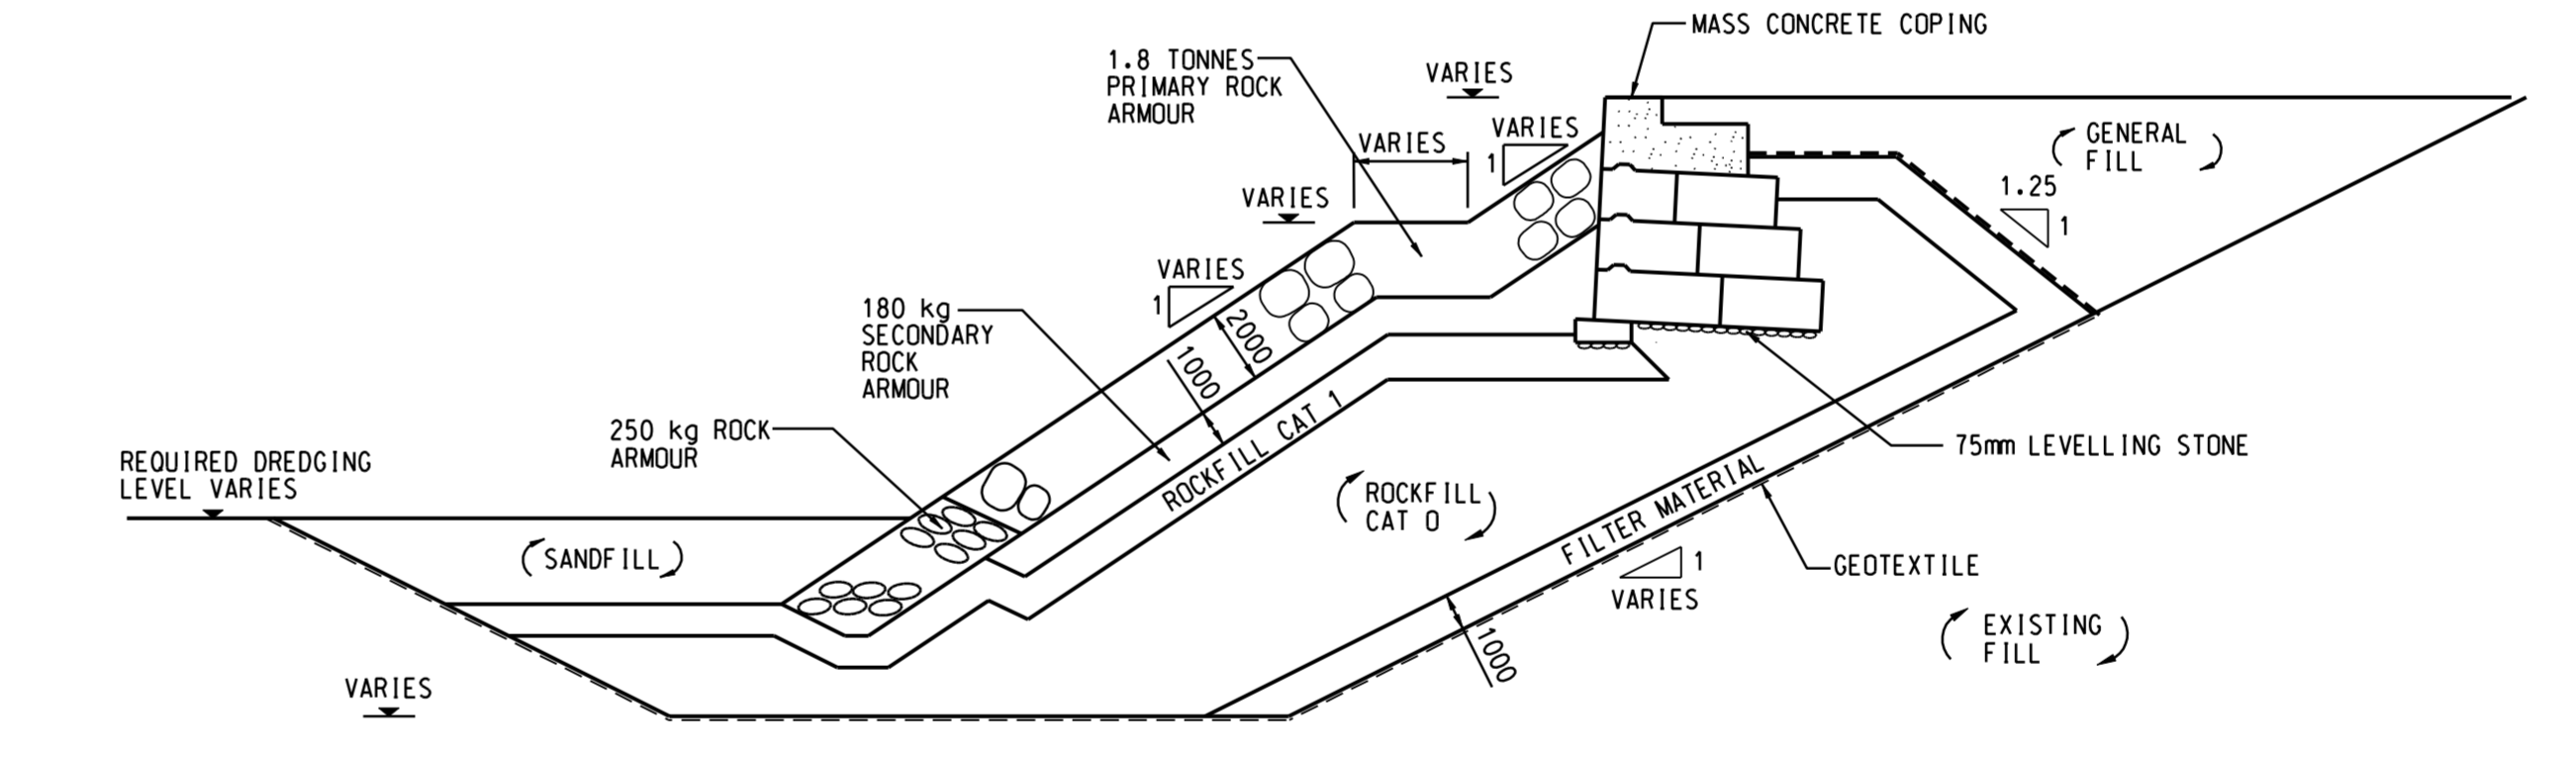 MASS CONCRETE COPING
1.8 TONNES
PRIMARY ROCK
ARMOUR
VARIES
VARIES
VARIES
1
GENERAL
FILL
1.25
1
VARIES
VARIES
1
180 kg
SECONDARY
ROCK
ARMOUR
2000
1000
250 kg ROCK
ARMOUR
ROCKFILL CAT 1
75mm LEVELLING STONE
REQUIRED DREDGING
LEVEL VARIES
ROCKFILL
CAT 0
FILTER MATERIAL
SANDFILL
GEOTEXTILE
1
VARIES
EXISTING
FILL
1000
VARIES